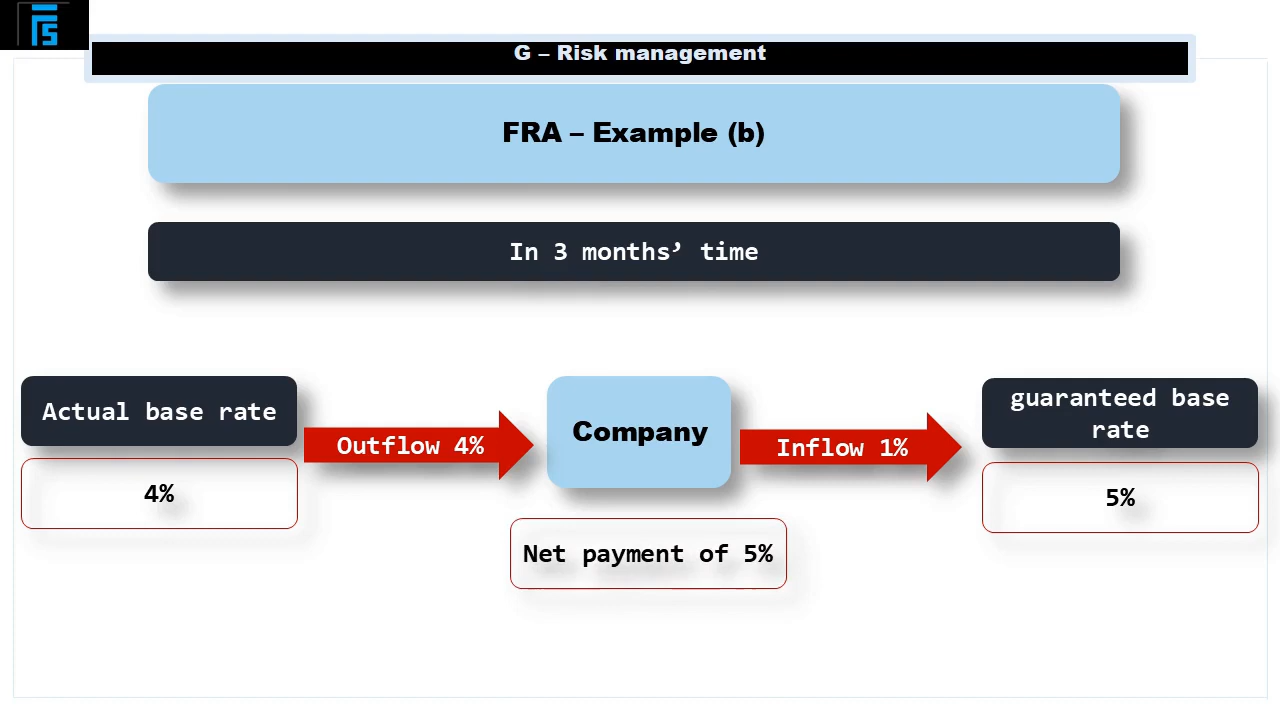 G – Risk management
FRA – Example (b)
In 3 months’ time
Actual base rate
4%
Outflow 4%
Company
Net payment of 5%
Inflow 1%
guaranteed base
rate
5%